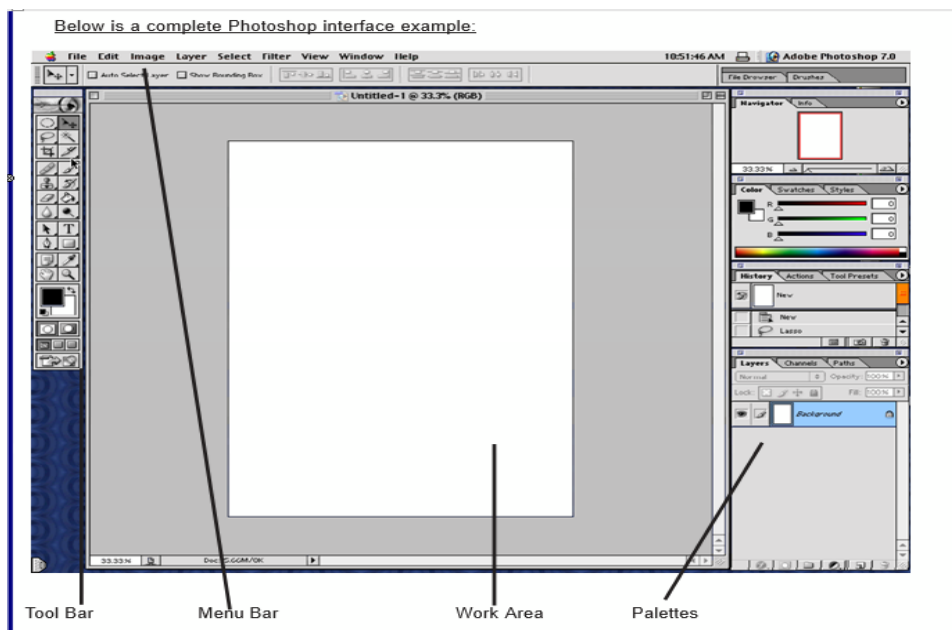 Below is a complete Photoshop interface example:
File Edit Image Layer Select Filter View Window Help 10:51:46 AM Adobe Photoshop 7.0
Auto Select Layer Show Bounding Box File Browser Brushes
Untitled-1 @ 33.3% (RGB)
Navigator Info
33.33%
Color Swatches Styles
R 0
G 0
B 0
History Actions Tool Presets
New
New
Lasso
Layers Channels Paths
Normal Opacity: 100%
Lock: Fill: 100%
Background
T
33.33%
Tool Bar Menu Bar Work Area Palettes